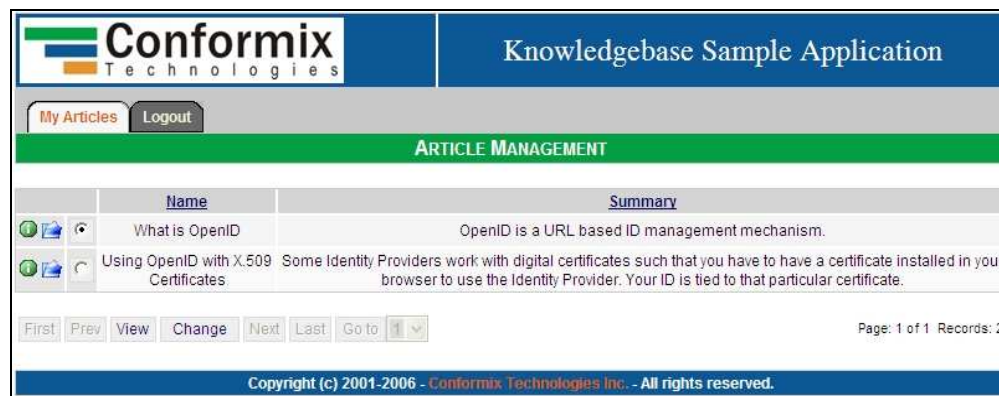 Conformix
Technologies
Knowledgebase Sample Application
My Articles Logout
ARTICLE MANAGEMENT
Name Summary
What is OpenID OpenID is a URL based ID management mechanism.
Using OpenID with X.509 Some Identity Providers work with digital certificates such that you have to have a certificate installed in you
Certificates browser to use the Identity Provider. Your ID is tied to that particular certificate.
First Prev View Change Next Last Go to 1 Page: 1 of 1 Records: 2
Copyright (c) 2001-2006 - Conformix Technologies Inc. - All rights reserved.